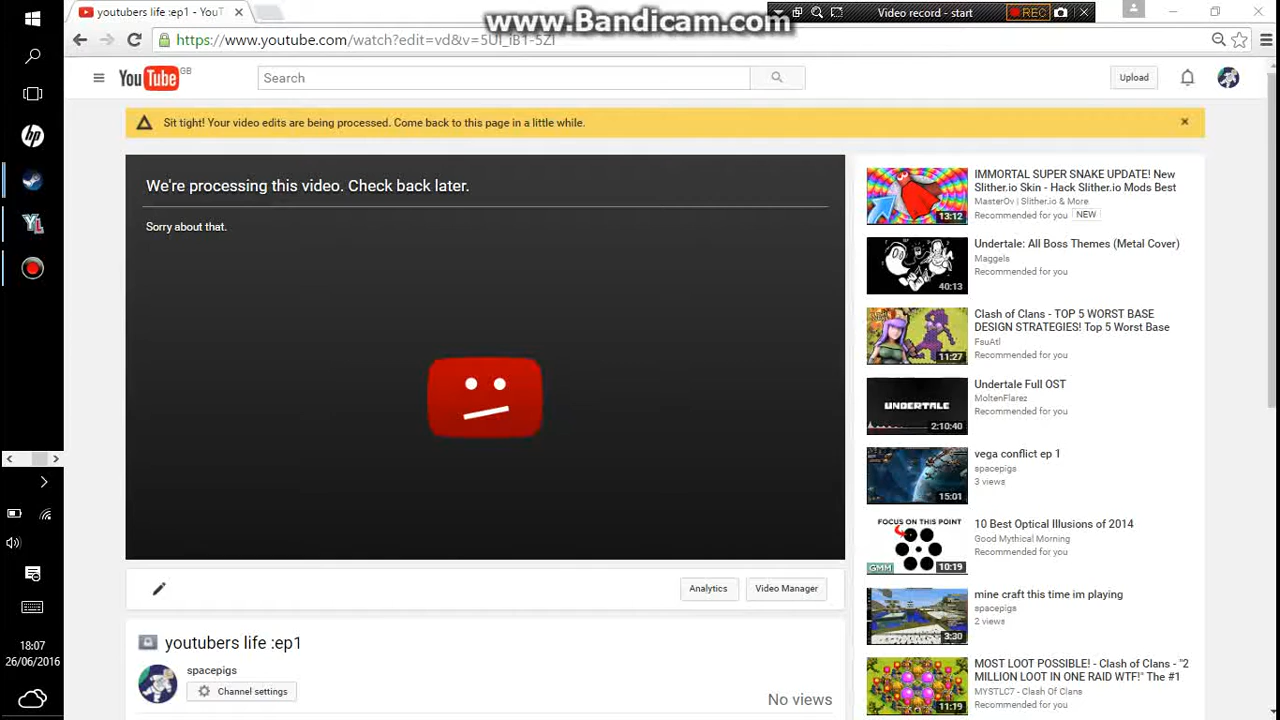 youtubers life :ep1 - YouT
www.Bandicam.com
Video record - start
REC
https://www.youtube.com/watch?edit=vd&v=5UI_iB1-5ZI
YouTube GB
Search
Upload
Sit tight! Your video edits are being processed. Come back to this page in a little while.
We're processing this video. Check back later.
Sorry about that.
Analytics
Video Manager
youtubers life :ep1
spacepigs
Channel settings
No views
IMMORTAL SUPER SNAKE UPDATE! New
Slither.io Skin - Hack Slither.io Mods Best
MasterOv | Slither.io & More
Recommended for you NEW
13:12
Undertale: All Boss Themes (Metal Cover)
Maggels
Recommended for you
40:13
Clash of Clans - TOP 5 WORST BASE
DESIGN STRATEGIES! Top 5 Worst Base
FsuAtl
Recommended for you
11:27
Undertale Full OST
MoltenFlarez
Recommended for you
UNDERTALE
2:10:40
vega conflict ep 1
spacepigs
3 views
15:01
FOCUS ON THIS POINT
10 Best Optical Illusions of 2014
Good Mythical Morning
Recommended for you
GMM
10:19
mine craft this time im playing
spacepigs
2 views
3:30
MOST LOOT POSSIBLE! - Clash of Clans - "2
MILLION LOOT IN ONE RAID WTF!" The #1
MYSTLC7 - Clash Of Clans
Recommended for you
11:19
hp
YL
18:07
26/06/2016